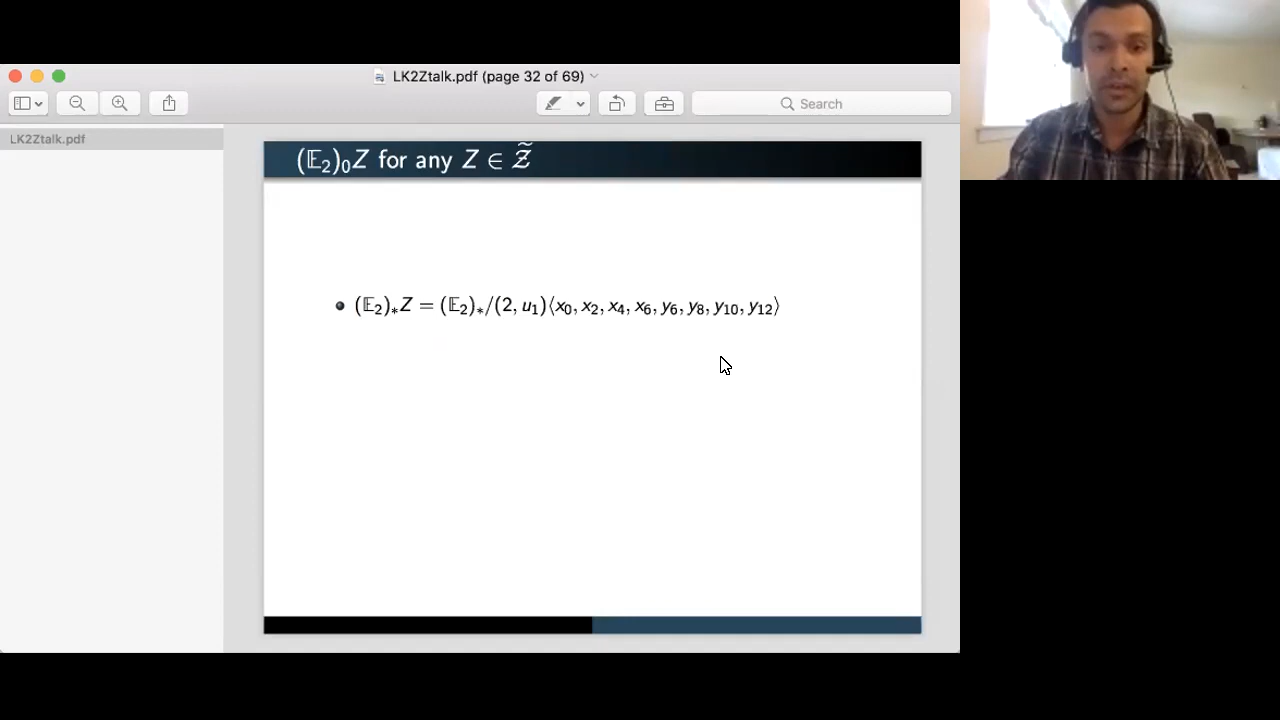 LK2Ztalk.pdf (page 32 of 69)
Search
LK2Ztalk.pdf
(𝔼₂)₀Z for any Z ∈ 𝒵̃
(𝔼₂)₊Z = (𝔼₂)₊/(2, u₁)⟨x₀, x₂, x₄, x₆, y₆, y₈, y₁₀, y₁₂⟩